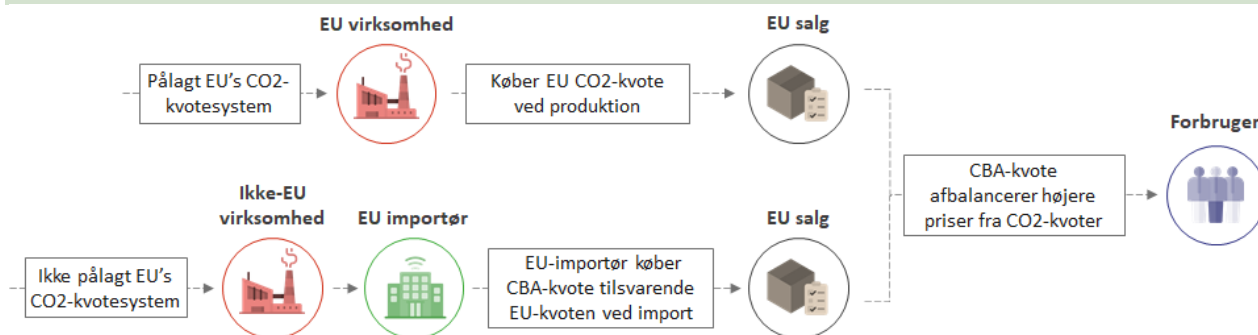 EU virksomhed
EU salg
Pålagt EU's CO2-
kvotesystem
Køber EU CO2-kvote
ved produktion
Forbruger
CBA-kvote
afbalancerer højere
priser fra CO2-kvoter
Ikke-EU
virksomhed
EU importør
EU salg
Ikke pålagt EU's
CO2-kvotesystem
EU-importør køber
CBA-kvote tilsvarende
EU-kvoten ved import